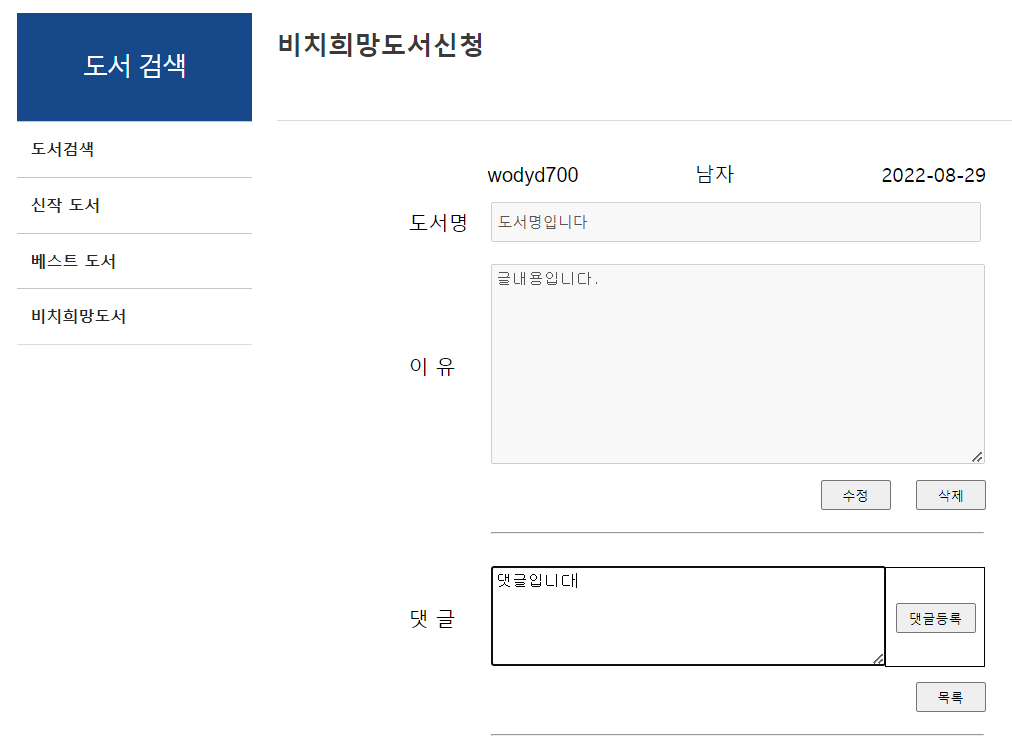 도서 검색
도서검색
신작 도서
베스트 도서
비치희망도서
비치희망도서신청
wodyd700 남자 2022-08-29
도서명 도서명입니다
이 유 글내용입니다.
수정 삭제
댓 글 댓글입니다
댓글등록
목록